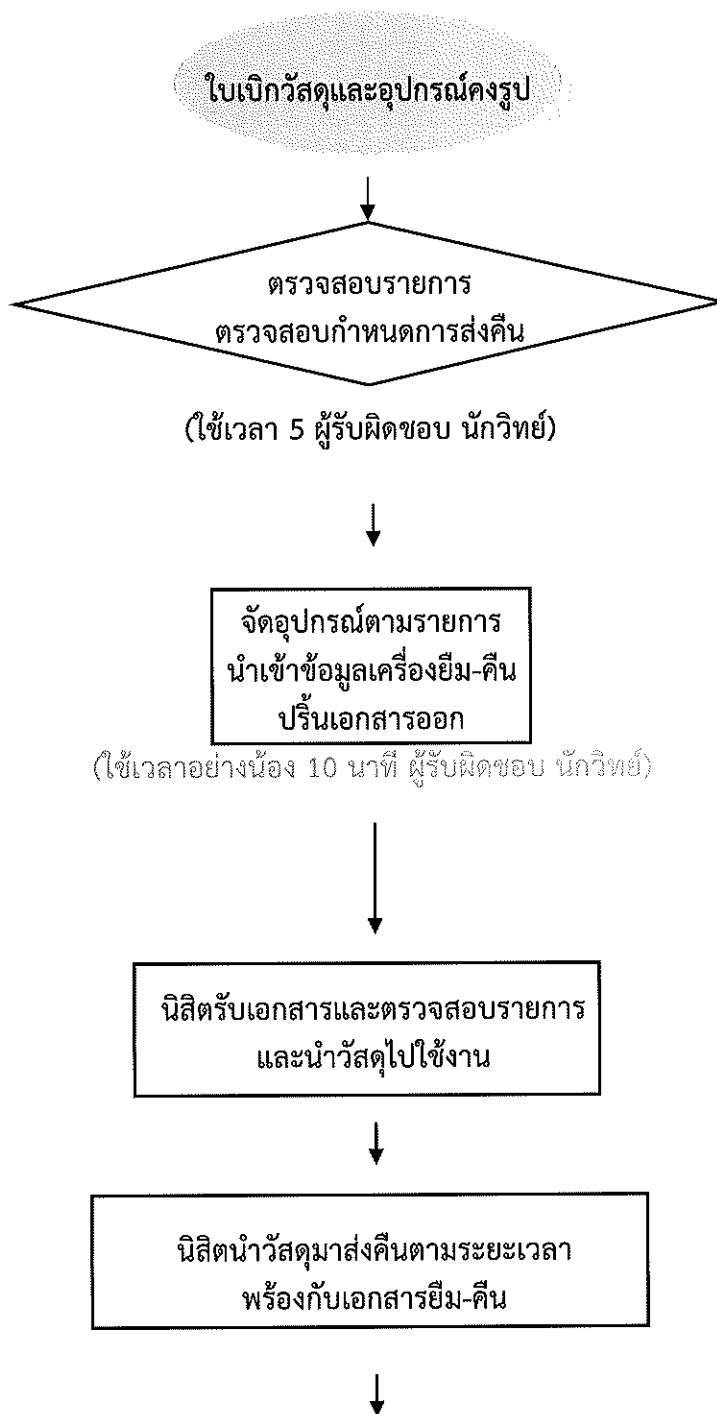 ใบเบิกวัสดุและอุปกรณ์คงรูป
ตรวจสอบรายการ
ตรวจสอบกำหนดการส่งคืน
(ใช้เวลา 5 ผู้รับผิดชอบ นักวิทย์)
จัดอุปกรณ์ตามรายการ
นำเข้าข้อมูลเครื่องยืม-คืน
ปริ้นเอกสารออก
(ใช้เวลาอย่างน้อง 10 นาที ผู้รับผิดชอบ นักวิทย์)
นิสิตรับเอกสารและตรวจสอบรายการ
และนำวัสดุไปใช้งาน
นิสิตนำวัสดุมาส่งคืนตามระยะเวลา
พร้องกับเอกสารยืม-คืน